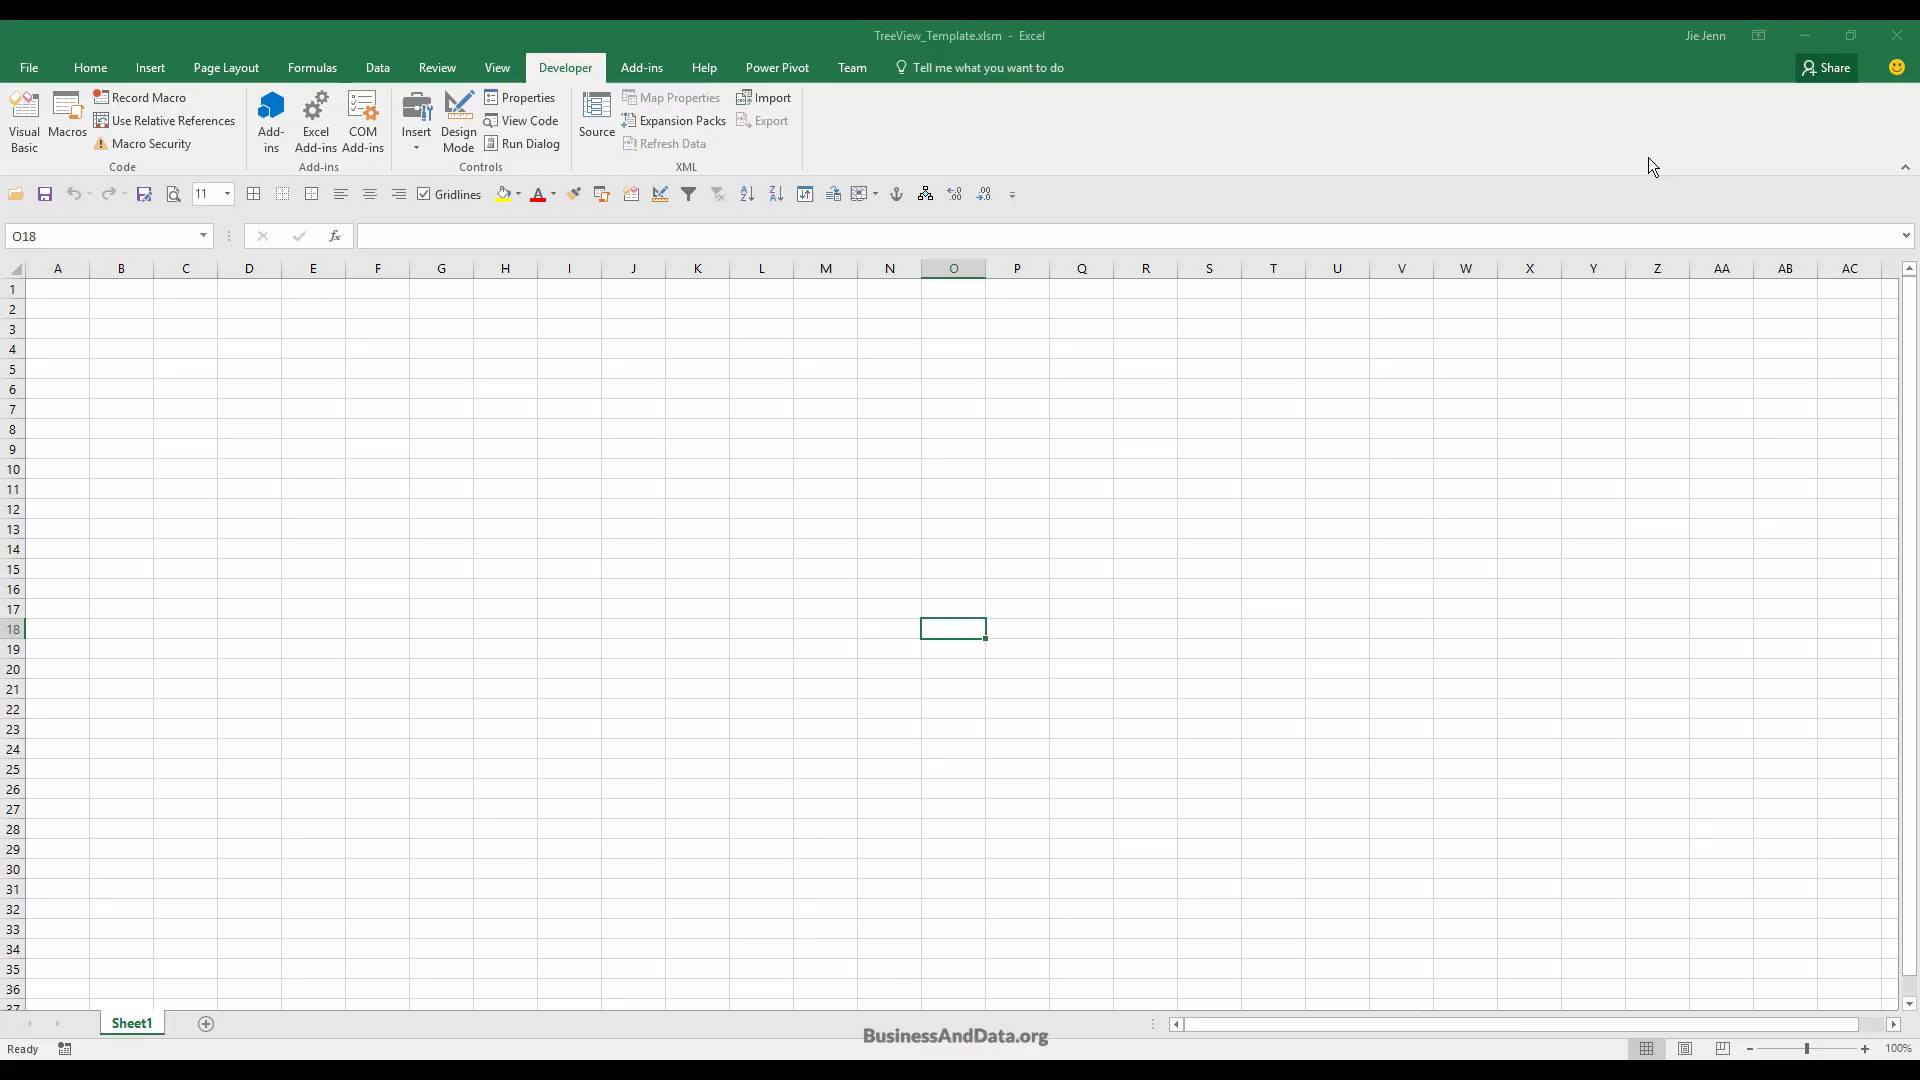 TreeView_Template.xlsm - Excel
Jie Jenn
File Home Insert Page Layout Formulas Data Review View Developer Add-ins Help Power Pivot Team Tell me what you want to do Share
Visual Basic
Macros
Record Macro
Use Relative References
Macro Security
Code
Add-ins
Excel Add-ins
COM Add-ins
Add-ins
Insert
Design Mode
Properties
View Code
Run Dialog
Controls
Source
Map Properties
Expansion Packs
Refresh Data
Import
Export
XML
11
Gridlines
O18
fx
A B C D E F G H I J K L M N O P Q R S T U V W X Y Z AA AB AC
1
2
3
4
5
6
7
8
9
10
11
12
13
14
15
16
17
18
19
20
21
22
23
24
25
26
27
28
29
30
31
32
33
34
35
36
37
Sheet1
BusinessAndData.org
Ready
100%